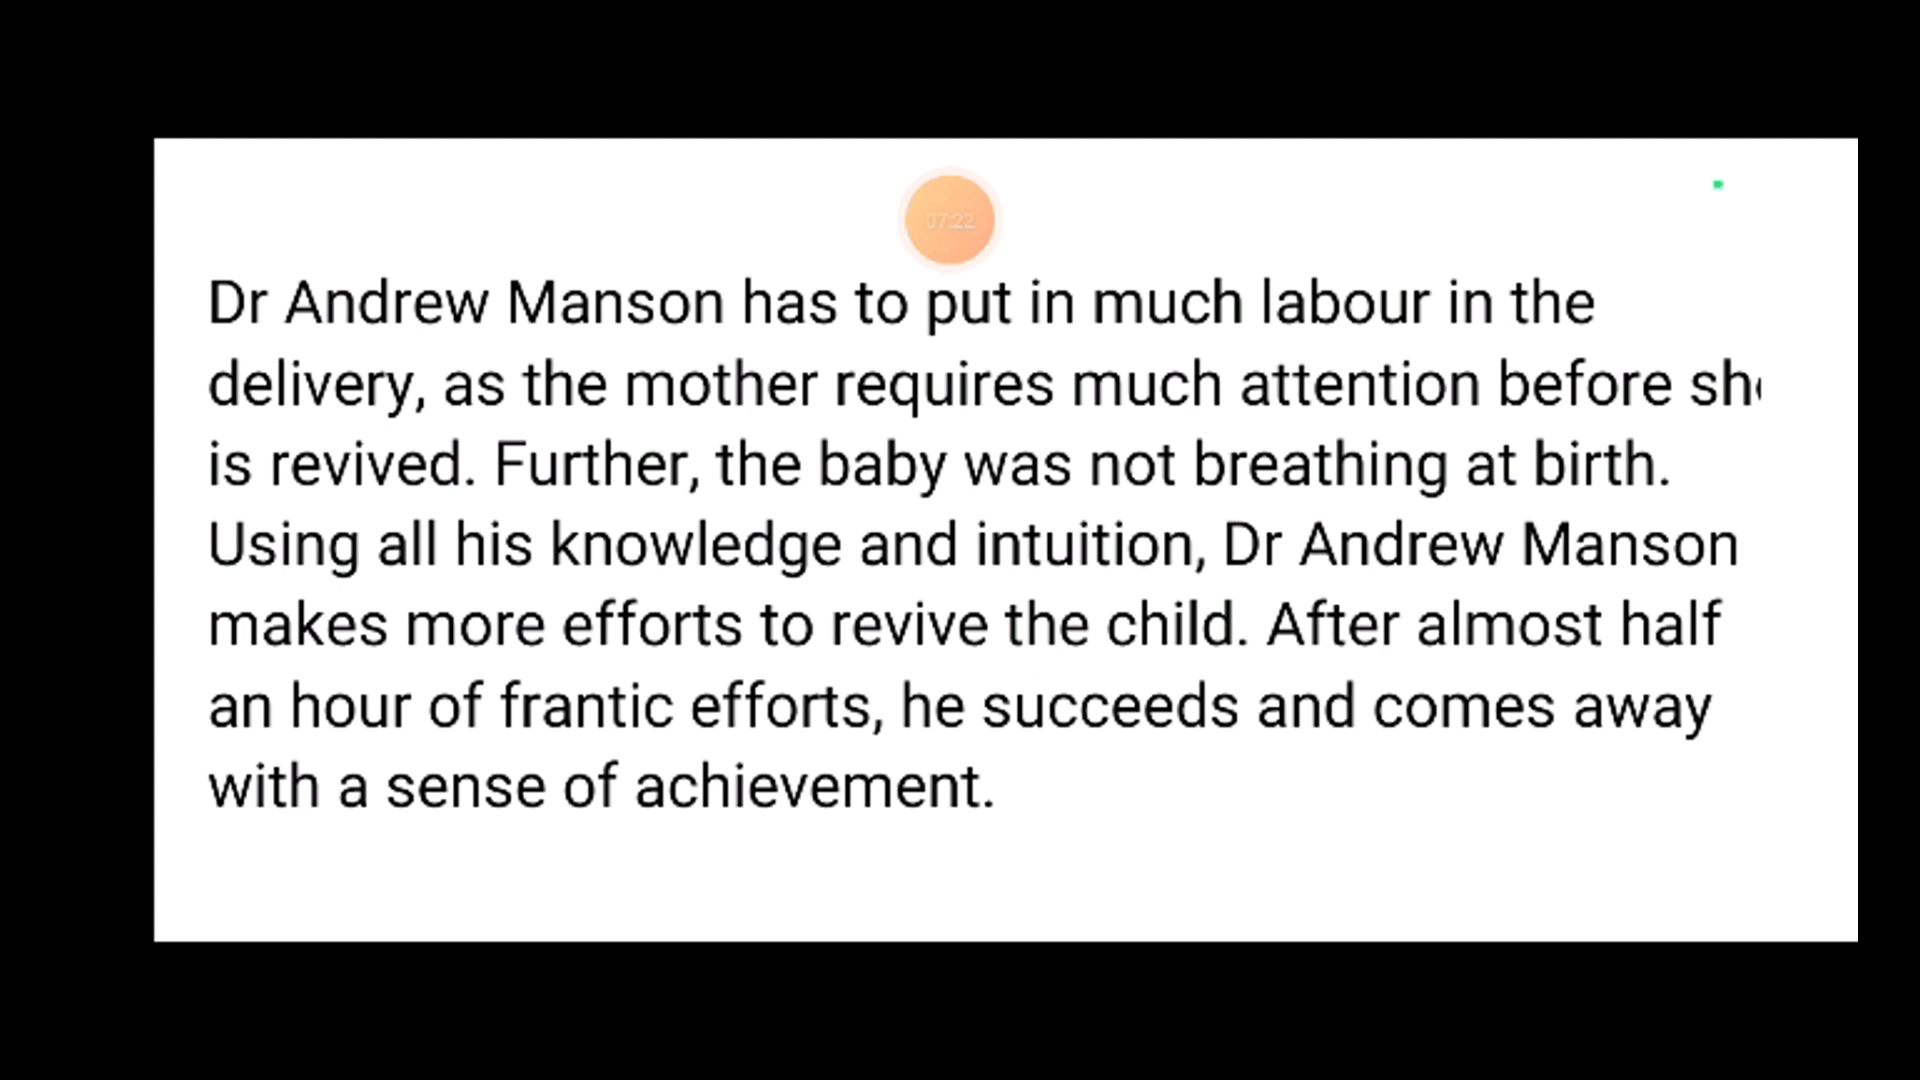 07:22
Dr Andrew Manson has to put in much labour in the
delivery, as the mother requires much attention before
is revived. Further, the baby was not breathing at birth.
Using all his knowledge and intuition, Dr Andrew Manson
makes more efforts to revive the child. After almost half
an hour of frantic efforts, he succeeds and comes away
with a sense of achievement.